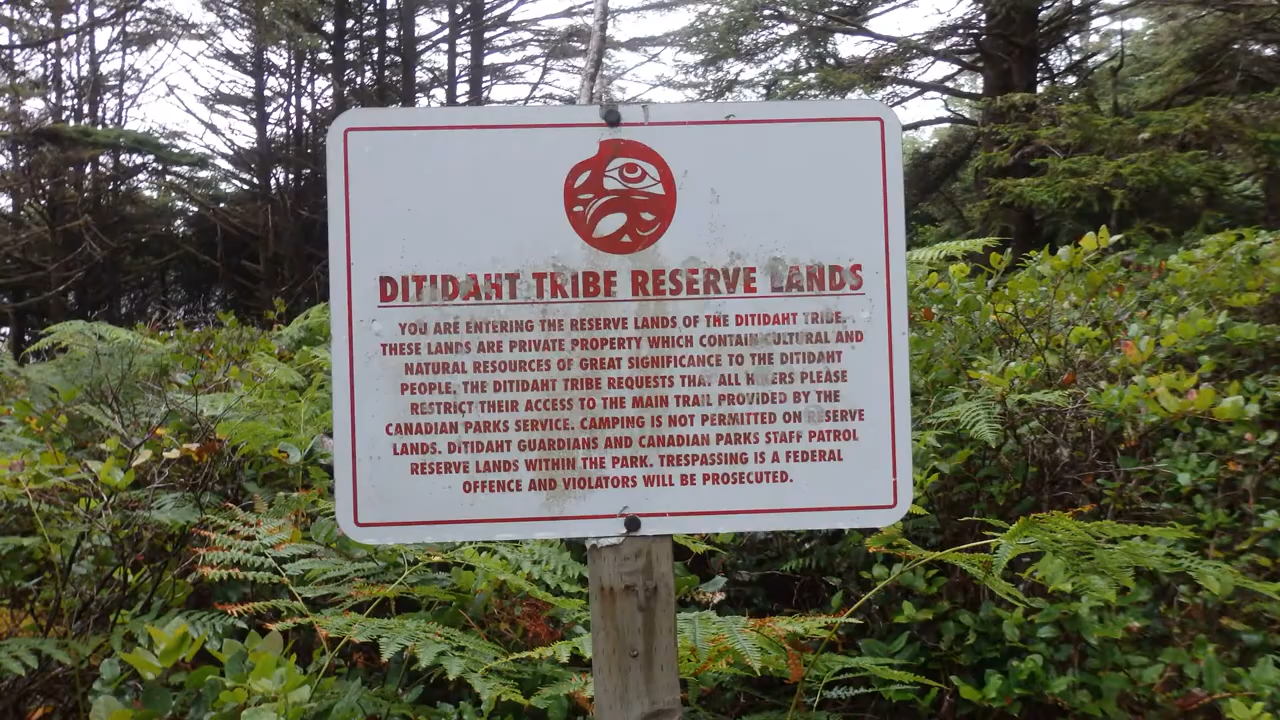 DITIDAHT TRIBE RESERVE LANDS
YOU ARE ENTERING THE RESERVE LANDS OF THE DITIDAHT TRIBE.
THESE LANDS ARE PRIVATE PROPERTY WHICH CONTAIN CULTURAL AND
NATURAL RESOURCES OF GREAT SIGNIFICANCE TO THE DITIDAHT
PEOPLE. THE DITIDAHT TRIBE REQUESTS THAT ALL HIKERS PLEASE
RESTRICT THEIR ACCESS TO THE MAIN TRAIL PROVIDED BY THE
CANADIAN PARKS SERVICE. CAMPING IS NOT PERMITTED ON RESERVE
LANDS. DITIDAHT GUARDIANS AND CANADIAN PARKS STAFF PATROL
RESERVE LANDS WITHIN THE PARK. TRESPASSING IS A FEDERAL
OFFENCE AND VIOLATORS WILL BE PROSECUTED.